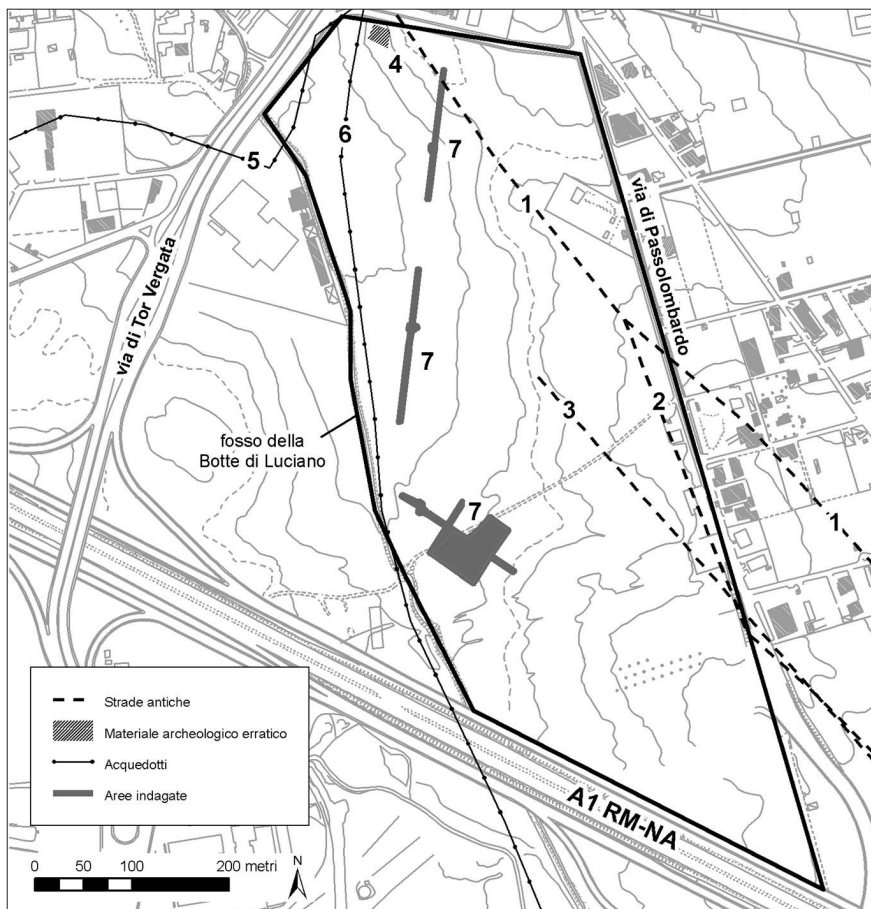 4
6
5
7
1
via di Passolombardo
via di Tor Vergata
7
2
3
fosso della
Botte di Luciano
7
1
Strade antiche
Materiale archeologico erratico
Acquedotti
Aree indagate
A1 RM-NA
0 50 100 200 metri
N